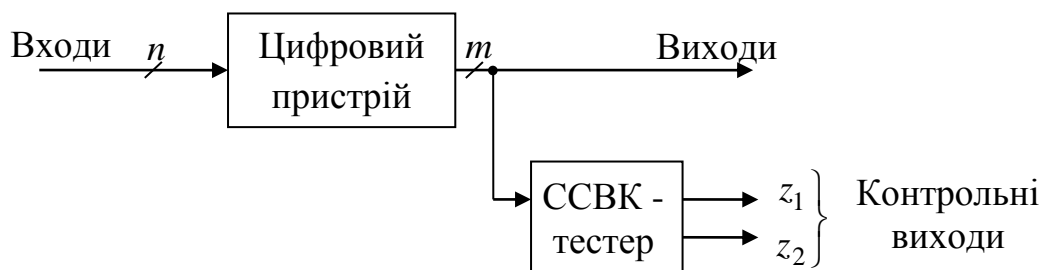 Входи
n
Цифровий
пристрій
m
Виходи
ССВК -
тестер
z1
z2
Контрольні
виходи